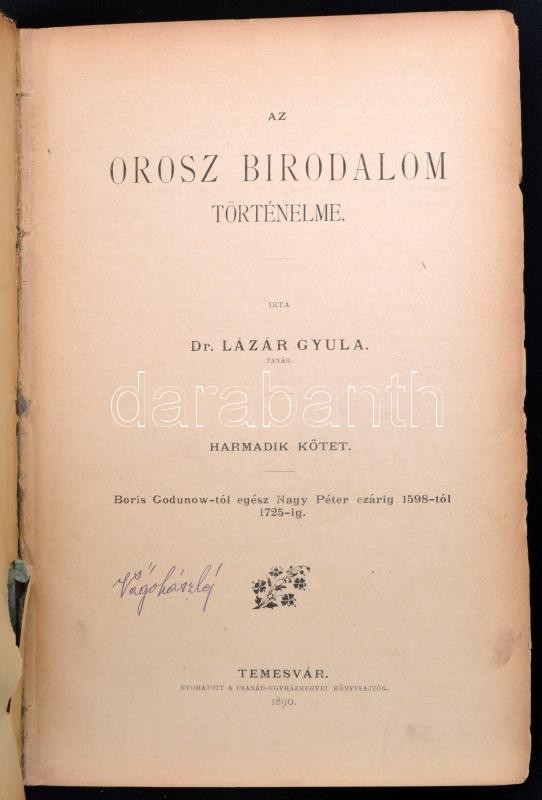 AZ
OROSZ BIRODALOM
TÖRTÉNELME.
IRTA
Dr. LÁZÁR GYULA.
TANÁR.
darabanth
HARMADIK KÖTET.
Boris Godunow-tól egész Nagy Péter czárig 1598-tól
1725-ig.
TEMESVÁR.
NYOMATOTT A CSANÁD-EGYHÁZMEGYEI KÖNYVSAJTÓN.
1890.